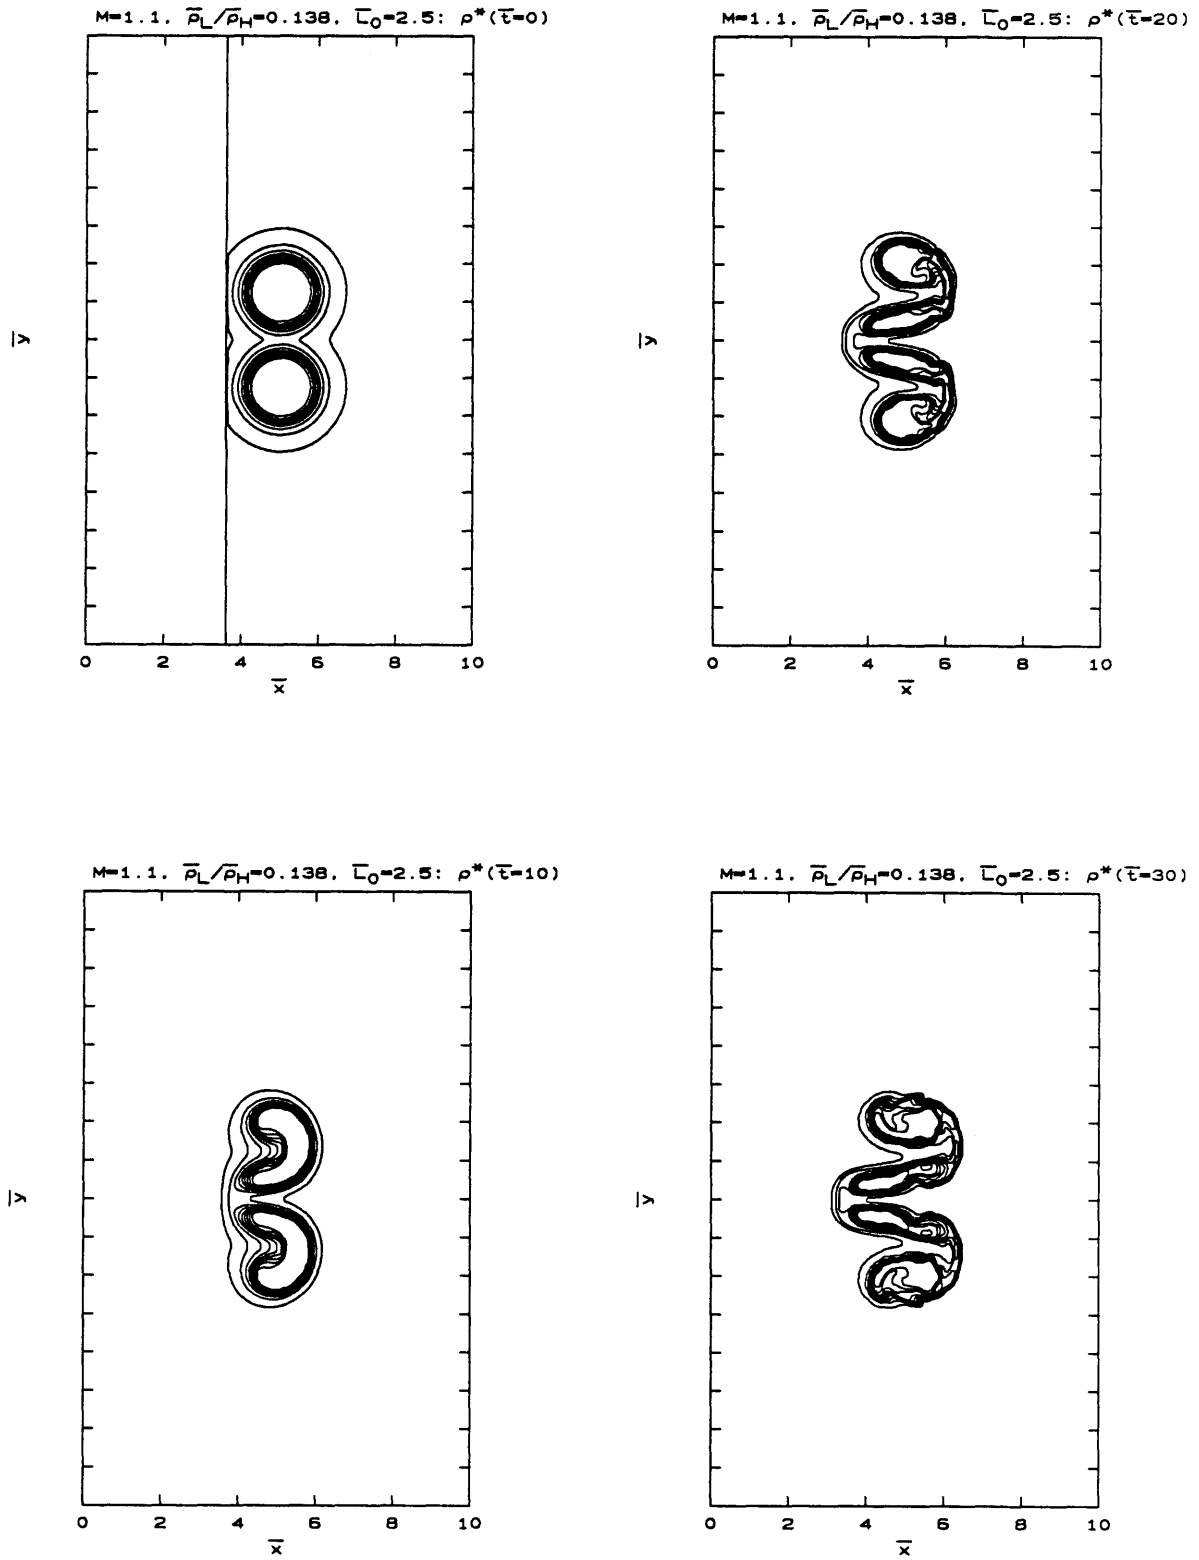 M=1.1, ρ̅L/ρ̅H=0.138, L̅0=2.5: ρ*(t̅=0)
y̅
0 2 4 6 8 10
x̅
M=1.1, ρ̅L/ρ̅H=0.138, L̅0=2.5: ρ*(t̅=20)
y̅
0 2 4 6 8 10
x̅
M=1.1, ρ̅L/ρ̅H=0.138, L̅0=2.5: ρ*(t̅=10)
y̅
0 2 4 6 8 10
x̅
M=1.1, ρ̅L/ρ̅H=0.138, L̅0=2.5: ρ*(t̅=30)
y̅
0 2 4 6 8 10
x̅